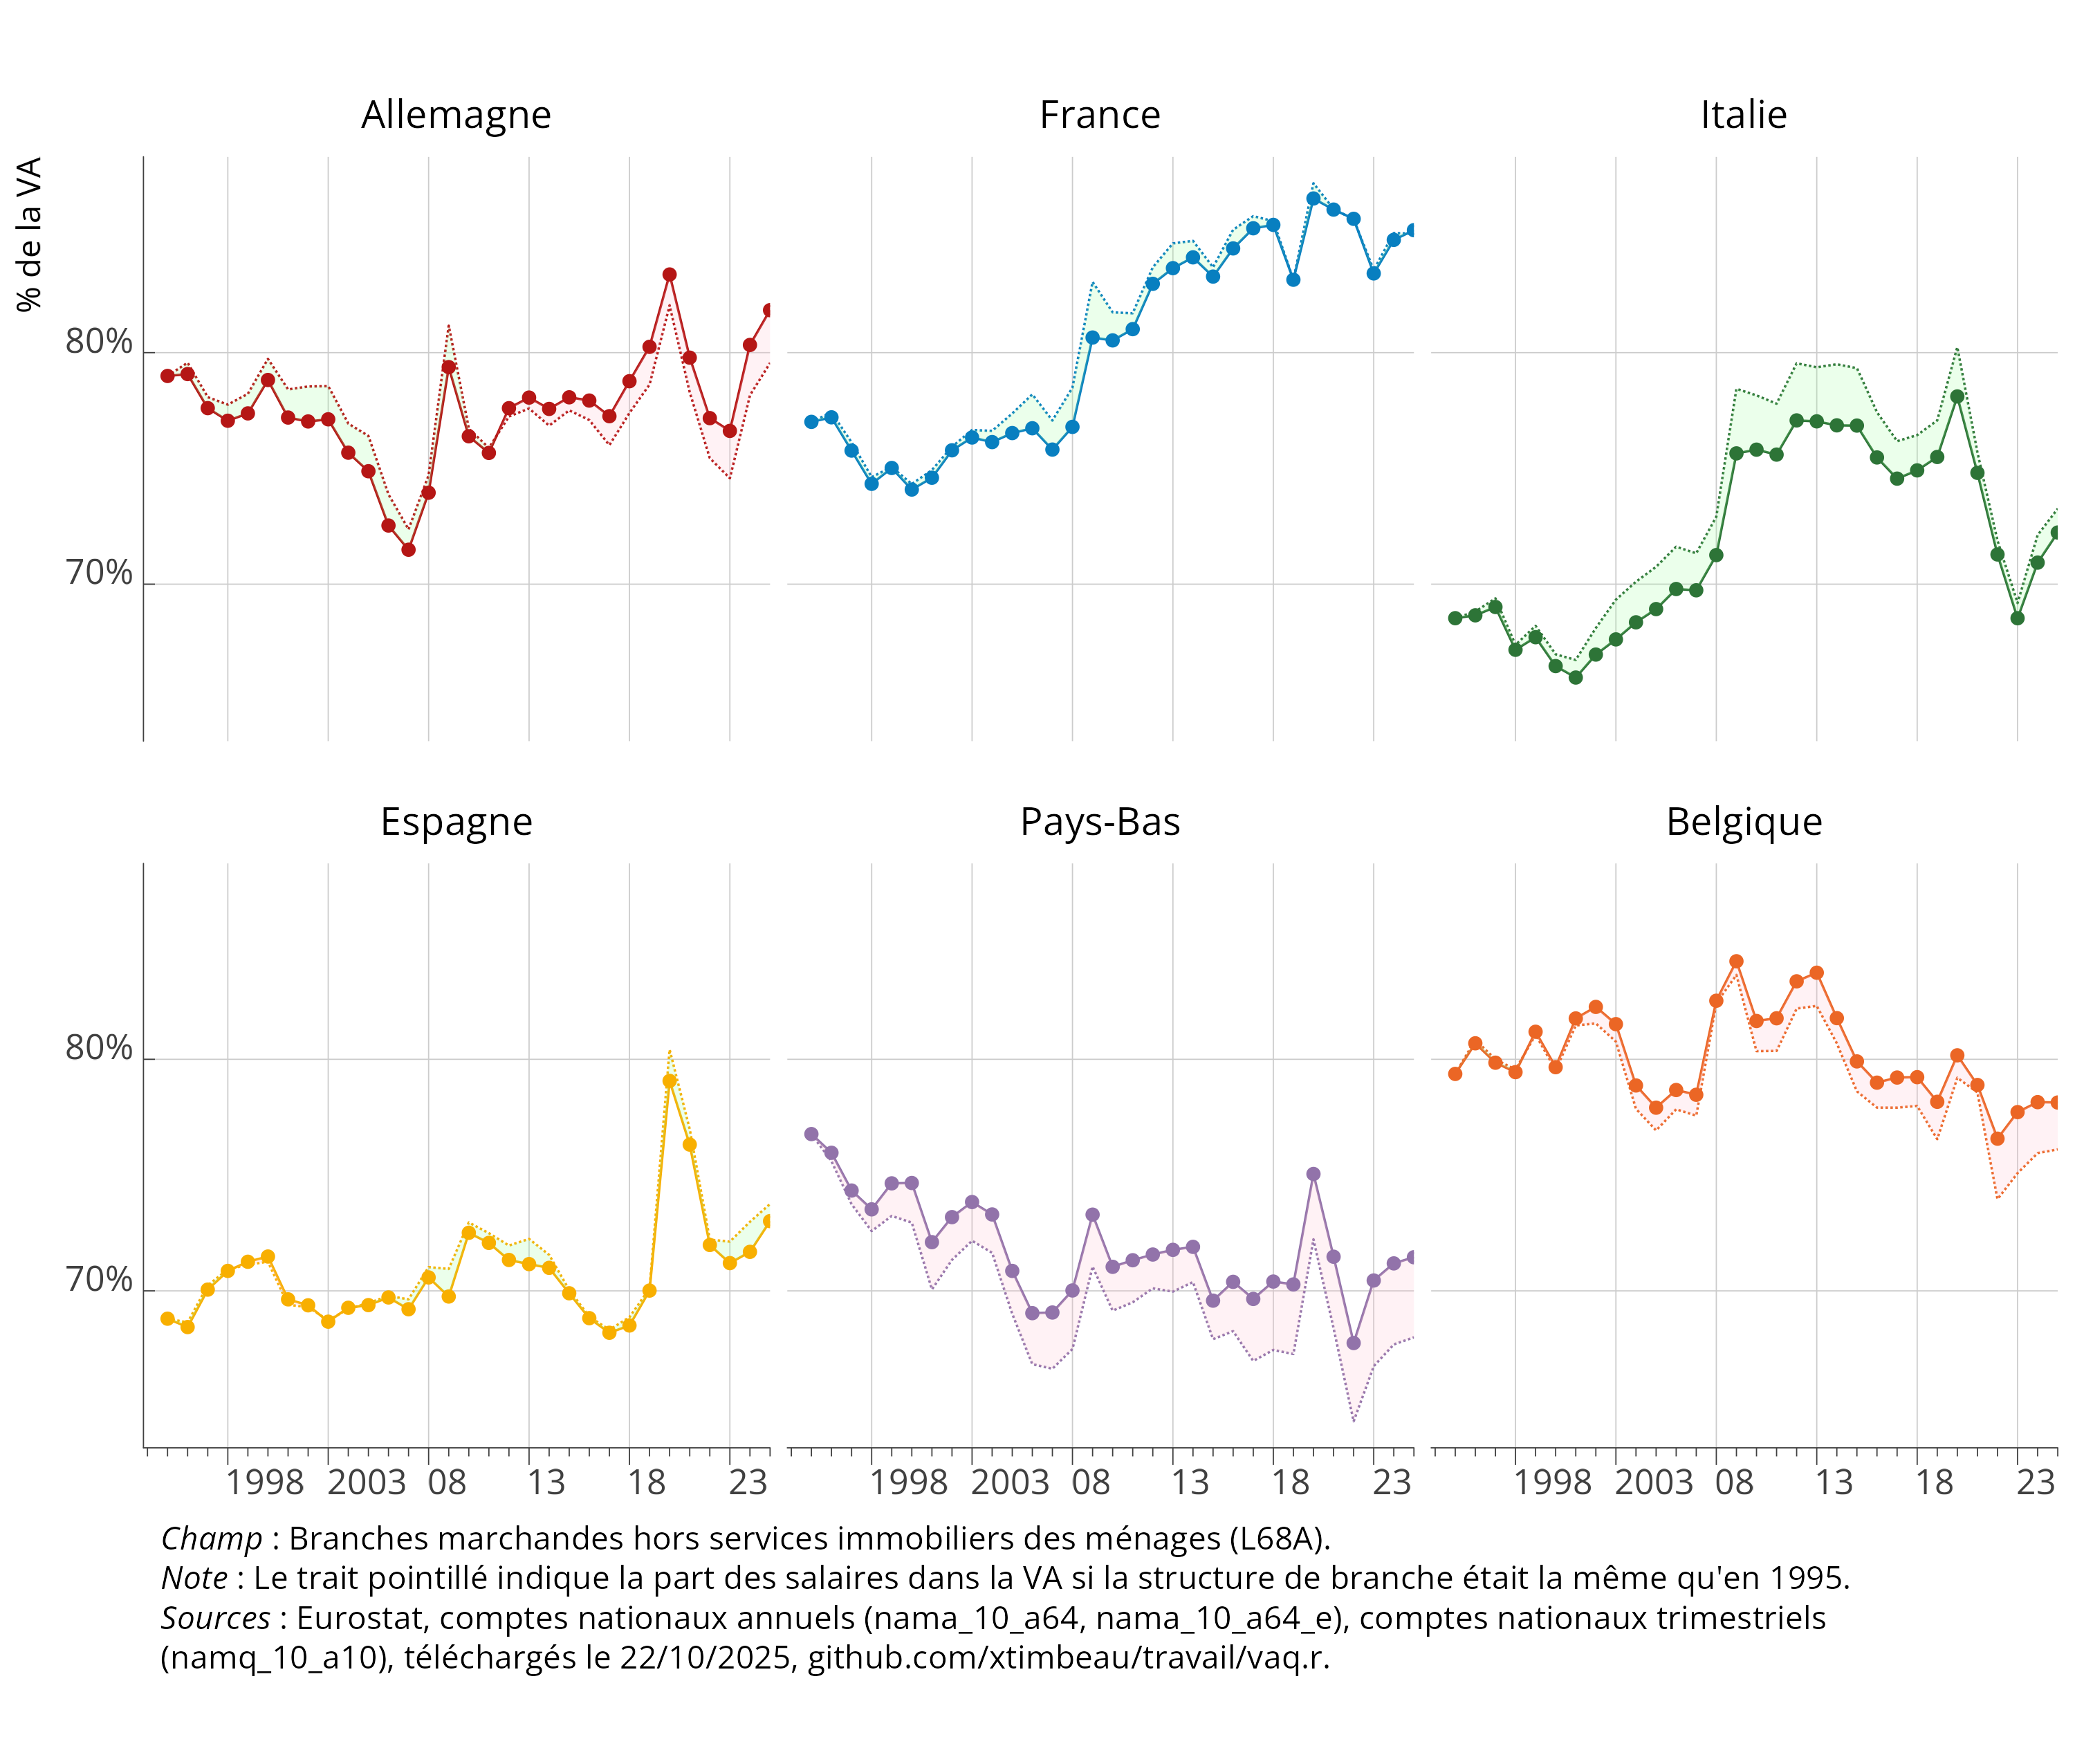 Allemagne
France
Italie
% de la VA
80%
70%
Espagne
Pays-Bas
Belgique
80%
70%
1998 2003 08 13 18 23
1998 2003 08 13 18 23
1998 2003 08 13 18 23
Champ : Branches marchandes hors services immobiliers des ménages (L68A).
Note : Le trait pointillé indique la part des salaires dans la VA si la structure de branche était la même qu'en 1995.
Sources : Eurostat, comptes nationaux annuels (nama_10_a64, nama_10_a64_e), comptes nationaux trimestriels
(namq_10_a10), téléchargés le 22/10/2025, github.com/xtimbeau/travail/vaq.r.